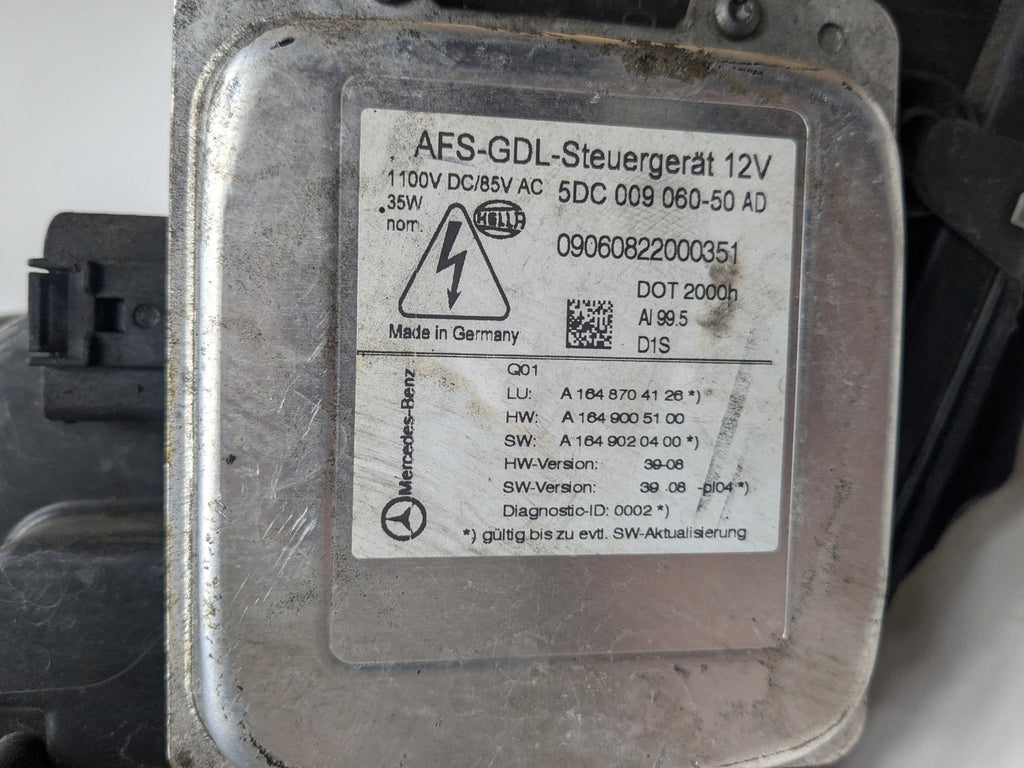 AFS-GDL-Steuergerät 12V
1100V DC/85V AC 5DC 009 060-50 AD
35W
nom.
HELLA
09060822000351
DOT 2000h
Al 99.5
D1S
Made in Germany
Q01
LU: A 164 870 41 26 *)
HW: A 164 900 51 00
SW: A 164 902 04 00 *)
HW-Version: 39-08
SW-Version: 39 .08 -pl04 *)
Diagnostic-ID: 0002 *)
*) gültig bis zu evtl. SW-Aktualisierung
Mercedes-Benz